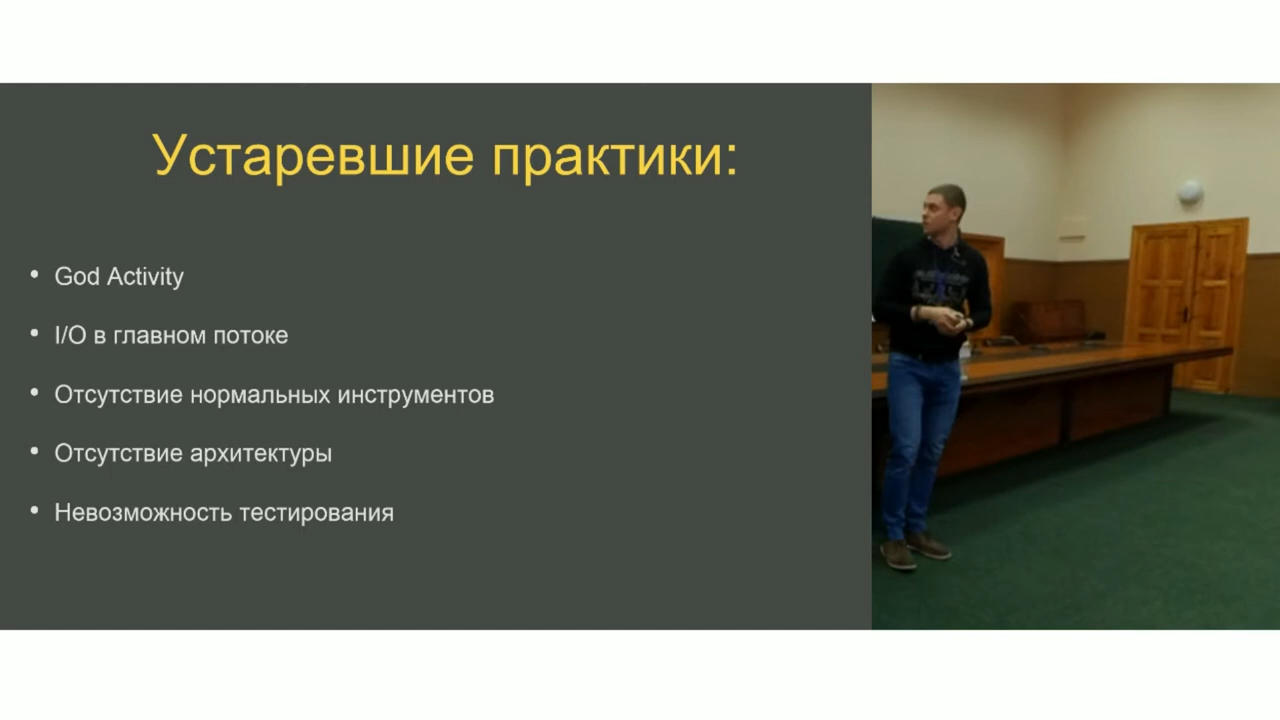 Устаревшие практики:
• God Activity
• I/O в главном потоке
• Отсутствие нормальных инструментов
• Отсутствие архитектуры
• Невозможность тестирования